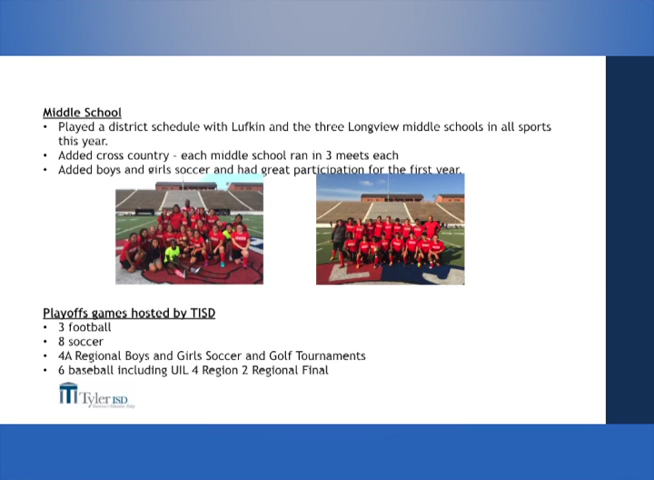 Middle School
• Played a district schedule with Lufkin and the three Longview middle schools in all sports
this year.
• Added cross country - each middle school ran in 3 meets each
• Added boys and girls soccer and had great participation for the first year.
Playoffs games hosted by TISD
• 3 football
• 8 soccer
• 4A Regional Boys and Girls Soccer and Golf Tournaments
• 6 baseball including UIL 4 Region 2 Regional Final
Tyler ISD